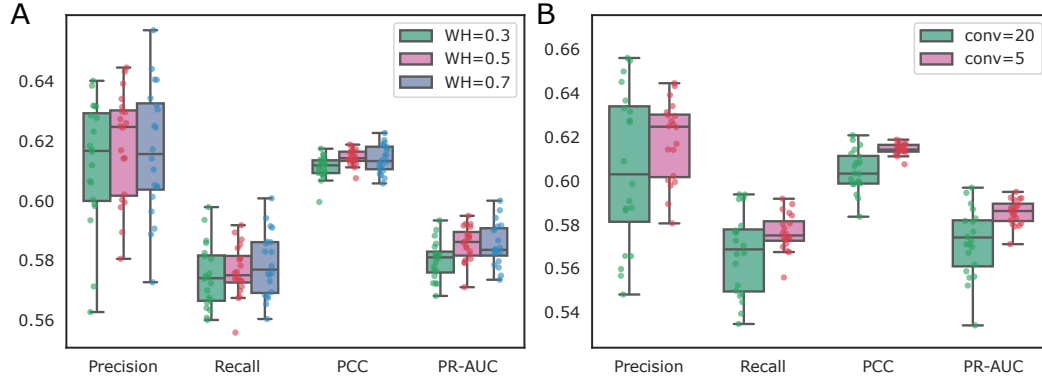 A
WH=0.3
WH=0.5
WH=0.7
0.64
0.62
0.60
0.58
0.56
Precision
Recall
PCC
PR-AUC
B
conv=20
conv=5
0.66
0.64
0.62
0.60
0.58
0.56
0.54
Precision
Recall
PCC
PR-AUC